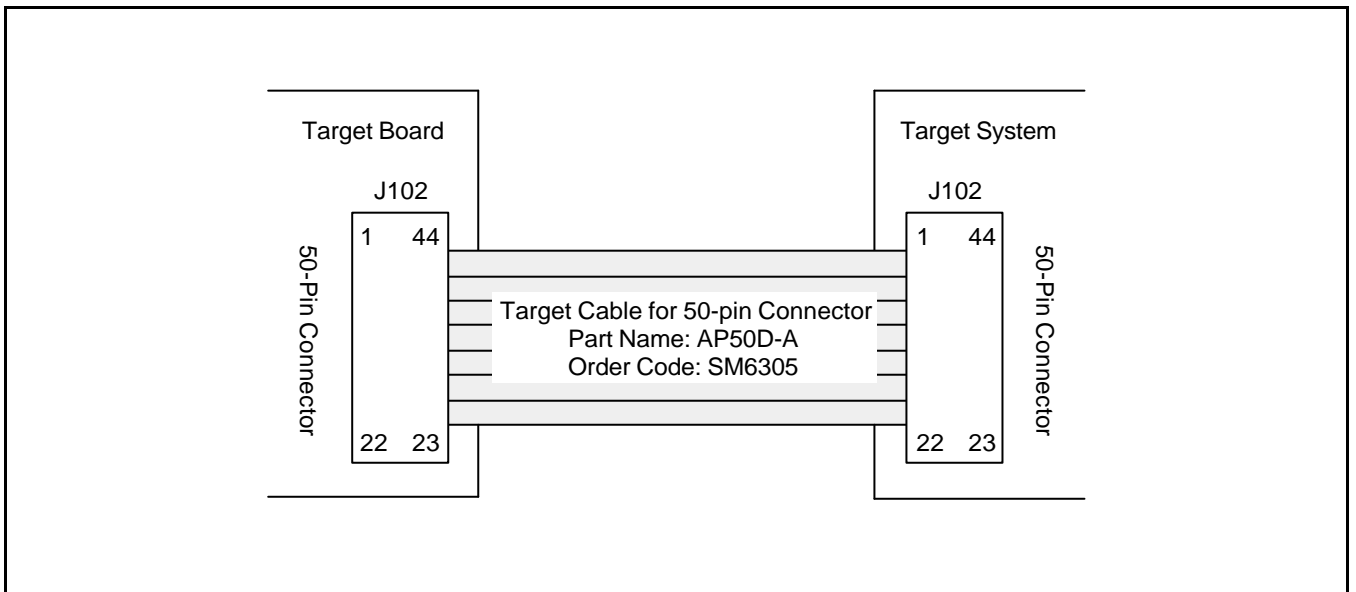 Target Board
J102
1 44
50-Pin Connector
22 23
Target Cable for 50-pin Connector
Part Name: AP50D-A
Order Code: SM6305
Target System
J102
1 44
50-Pin Connector
22 23